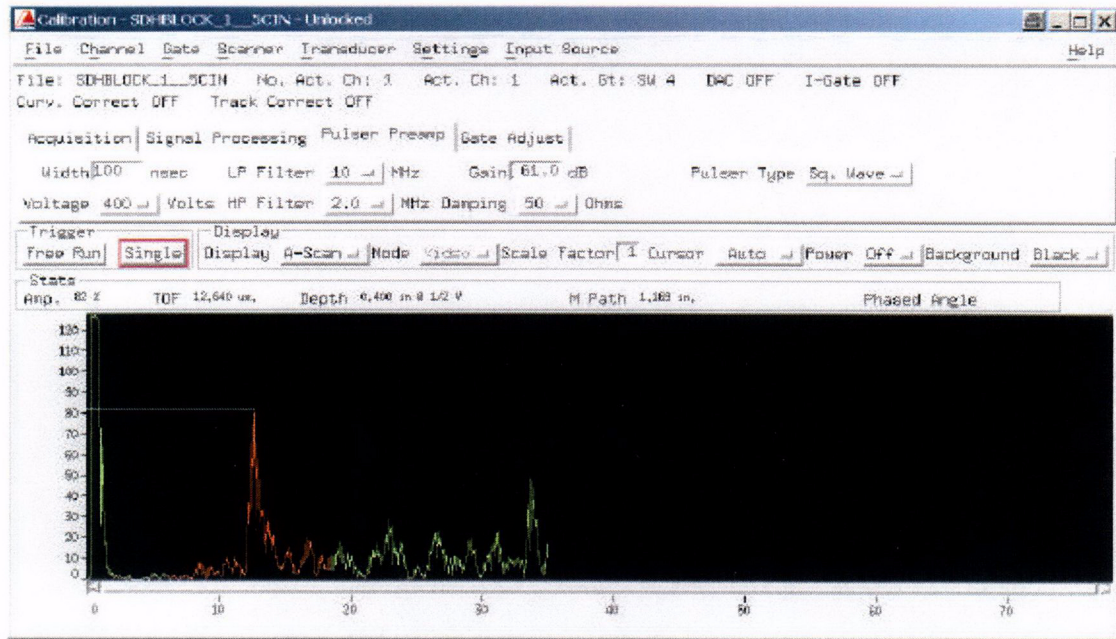 Calibration - SDHBLOCK_1__5CIN - Unlocked
File Channel Gate Scanner Transducer Settings Input Source Help
File: SDHBLOCK_1__5CIN No. Act. Ch: 1 Act. Ch: 1 Act. Gt: SW A DAC OFF I-Gate OFF
Curv. Correct OFF Track Correct OFF
Acquisition Signal Processing Pulser Preamp Gate Adjust
Width 100 nsec LP Filter 10 MHz Gain 61.0 dB Pulser Type Sq. Wave
Voltage 400 Volts HP Filter 2.0 MHz Damping 50 Ohms
Trigger Display
Free Run Single Display A-Scan Mode Video Scale Factor 1 Cursor Auto Power Off Background Black
Stats
Amp. 82 % TOF 12.640 us. Depth 0.400 in @ 1/2 V M Path 1.169 in. Phased Angle
120
110
100
90
80
70
60
50
40
30
20
10
0
0 10 20 30 40 50 60 70